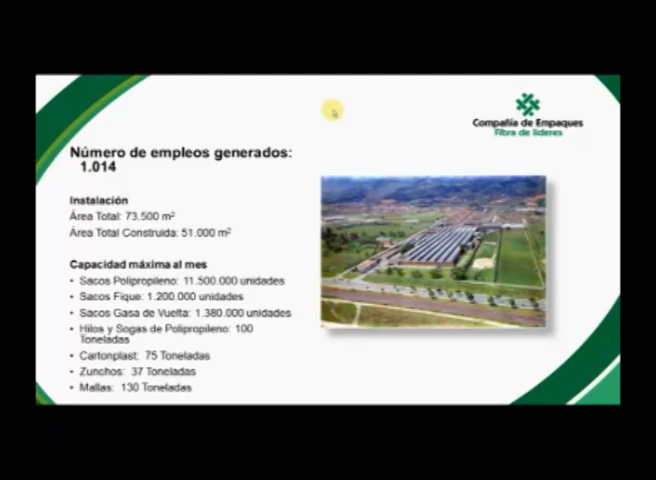 Compañía de Empaques
Fibra de líderes
Número de empleos generados:
1.014
Instalación
Área Total: 73.500 m²
Área Total Construida: 51.000 m²
Capacidad máxima al mes
• Sacos Polipropileno: 11.500.000 unidades
• Sacos Fique: 1.200.000 unidades
• Sacos Gasa de Vuelta: 1.380.000 unidades
• Hilos y Sogas de Polipropileno: 100
Toneladas
• Cartonplast: 75 Toneladas
• Zunchos: 37 Toneladas
• Mallas: 130 Toneladas